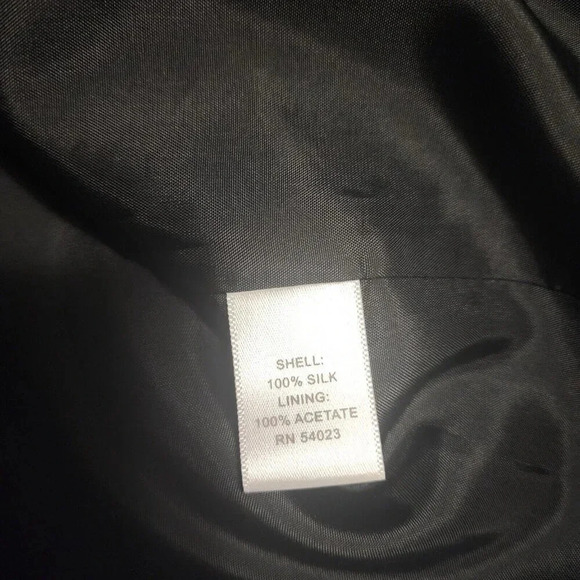 SHELL:
100% SILK
LINING:
100% ACETATE
RN 54023